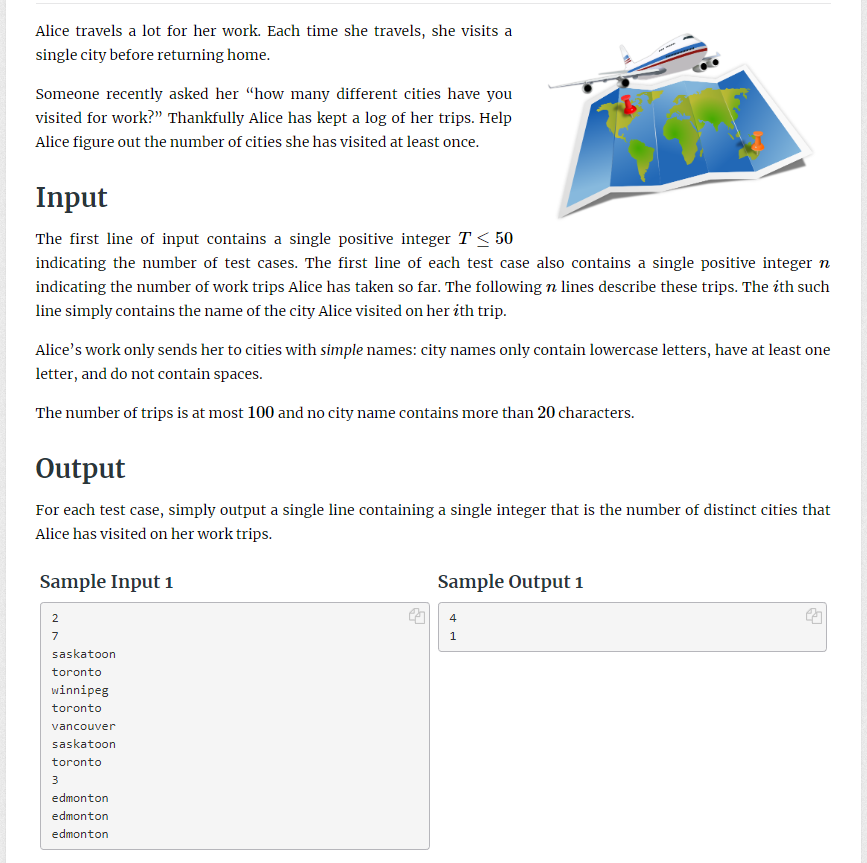 Alice travels a lot for her work. Each time she travels, she visits a
single city before returning home.
Someone recently asked her “how many different cities have you
visited for work?” Thankfully Alice has kept a log of her trips. Help
Alice figure out the number of cities she has visited at least once.
Input
The first line of input contains a single positive integer T ≤ 50
indicating the number of test cases. The first line of each test case also contains a single positive integer n
indicating the number of work trips Alice has taken so far. The following n lines describe these trips. The ith such
line simply contains the name of the city Alice visited on her ith trip.
Alice’s work only sends her to cities with simple names: city names only contain lowercase letters, have at least one
letter, and do not contain spaces.
The number of trips is at most 100 and no city name contains more than 20 characters.
Output
For each test case, simply output a single line containing a single integer that is the number of distinct cities that
Alice has visited on her work trips.
Sample Input 1
2
7
saskatoon
toronto
winnipeg
toronto
vancouver
saskatoon
toronto
3
edmonton
edmonton
edmonton
Sample Output 1
4
1